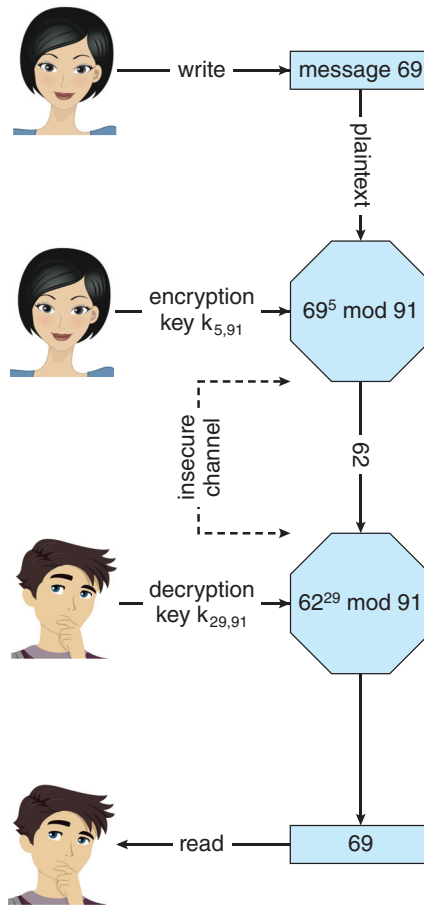 write
message 69
plaintext
encryption
key k5,91
69⁵ mod 91
insecure
channel
62
decryption
key k29,91
62²⁹ mod 91
read
69